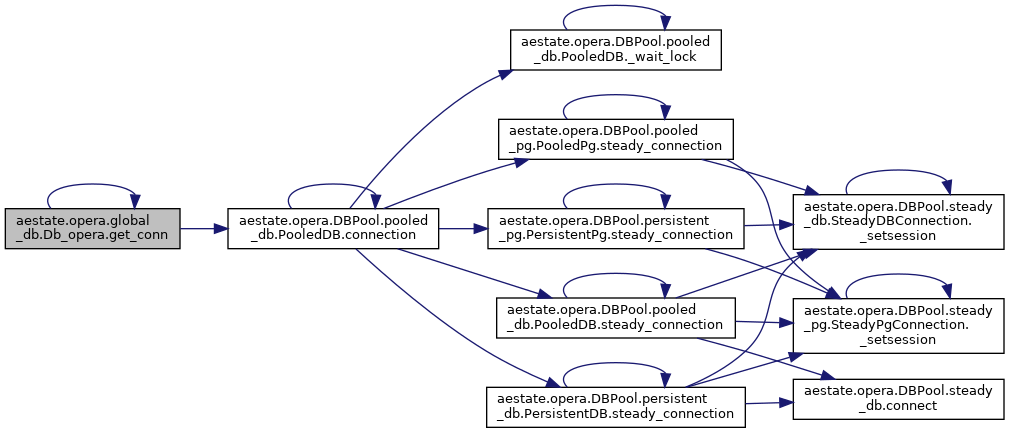 aestate.opera.global
_db.Db_opera.get_conn
aestate.opera.DBPool.pooled
_db.PooledDB.connection
aestate.opera.DBPool.pooled
_db.PooledDB._wait_lock
aestate.opera.DBPool.pooled
_pg.PooledPg.steady_connection
aestate.opera.DBPool.persistent
_pg.PersistentPg.steady_connection
aestate.opera.DBPool.pooled
_db.PooledDB.steady_connection
aestate.opera.DBPool.persistent
_db.PersistentDB.steady_connection
aestate.opera.DBPool.steady
_db.SteadyDBConnection.
_setsession
aestate.opera.DBPool.steady
_pg.SteadyPgConnection.
_setsession
aestate.opera.DBPool.steady
_db.connect